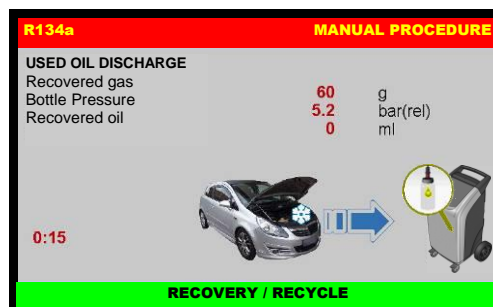 R134a MANUAL PROCEDURE
USED OIL DISCHARGE
Recovered gas 60 g
Bottle Pressure 5.2 bar(rel)
Recovered oil 0 ml
0:15
RECOVERY / RECYCLE